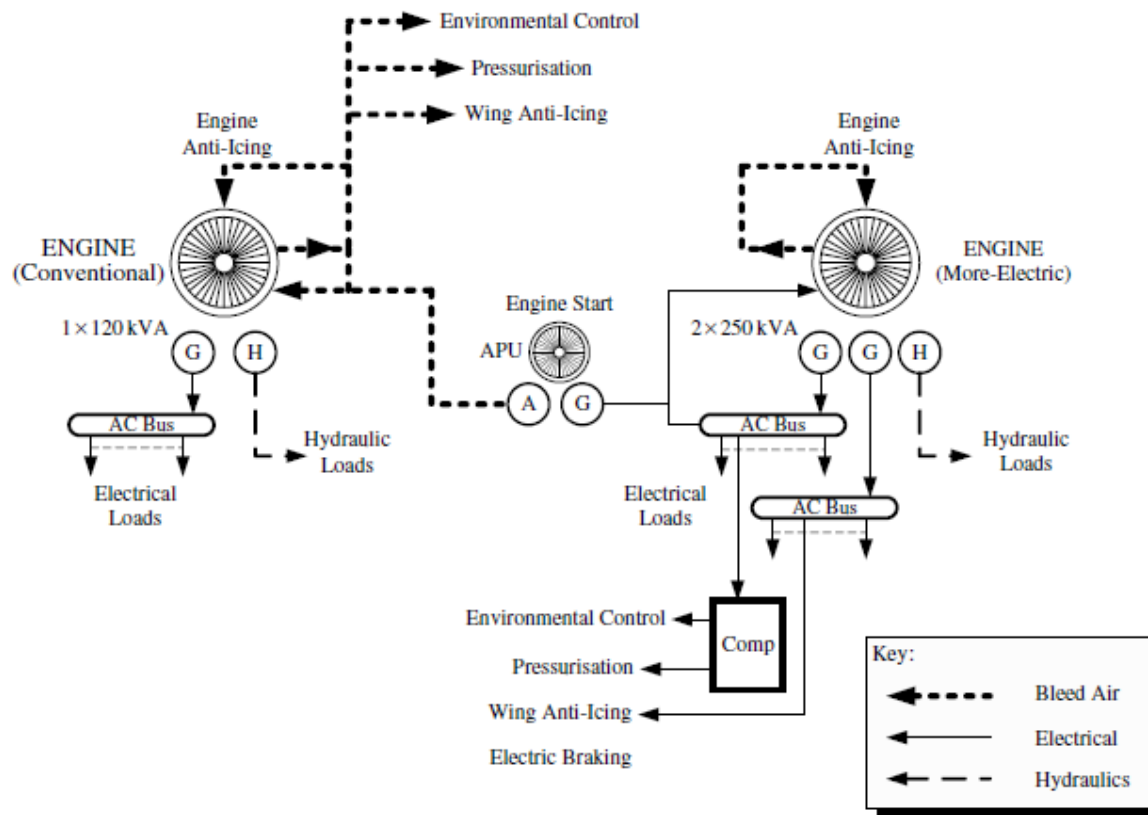 Environmental Control
Pressurisation
Wing Anti-Icing
Engine
Anti-Icing
Engine
Anti-Icing
ENGINE
(Conventional)
ENGINE
(More-Electric)
Engine Start
APU
1 × 120 kVA
2 × 250 kVA
G
H
A
G
G
G
H
AC Bus
AC Bus
Hydraulic
Loads
Hydraulic
Loads
Electrical
Loads
Electrical
Loads
AC Bus
Environmental Control
Comp
Pressurisation
Wing Anti-Icing
Electric Braking
Key:
Bleed Air
Electrical
Hydraulics